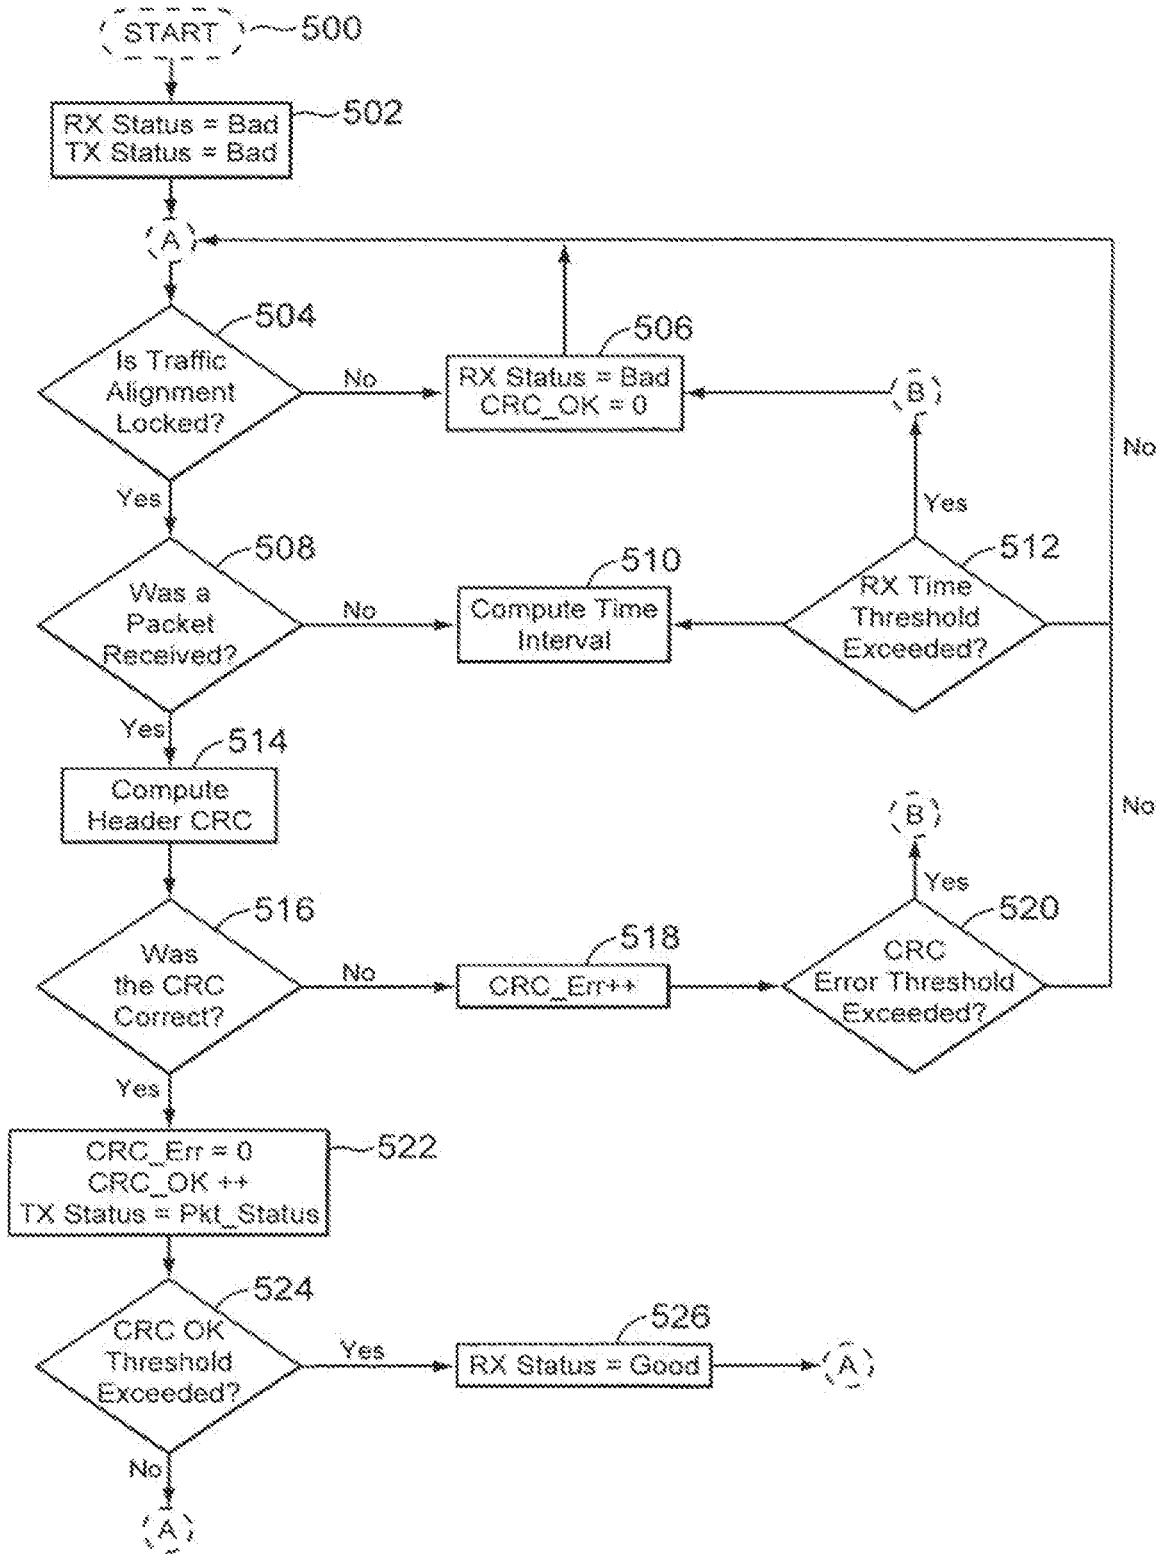 START
500
RX Status = Bad
TX Status = Bad
502
A
Is Traffic
Alignment
Locked?
504
No
RX Status = Bad
CRC_OK = 0
506
B
No
Yes
Yes
Was a
Packet
Received?
508
No
Compute Time
Interval
510
RX Time
Threshold
Exceeded?
512
Yes
Compute
Header CRC
514
B
No
Yes
Was
the CRC
Correct?
516
No
CRC_Err++
518
CRC
Error Threshold
Exceeded?
520
Yes
CRC_Err = 0
CRC_OK ++
TX Status = Pkt_Status
522
CRC OK
Threshold
Exceeded?
524
Yes
RX Status = Good
526
A
No
A